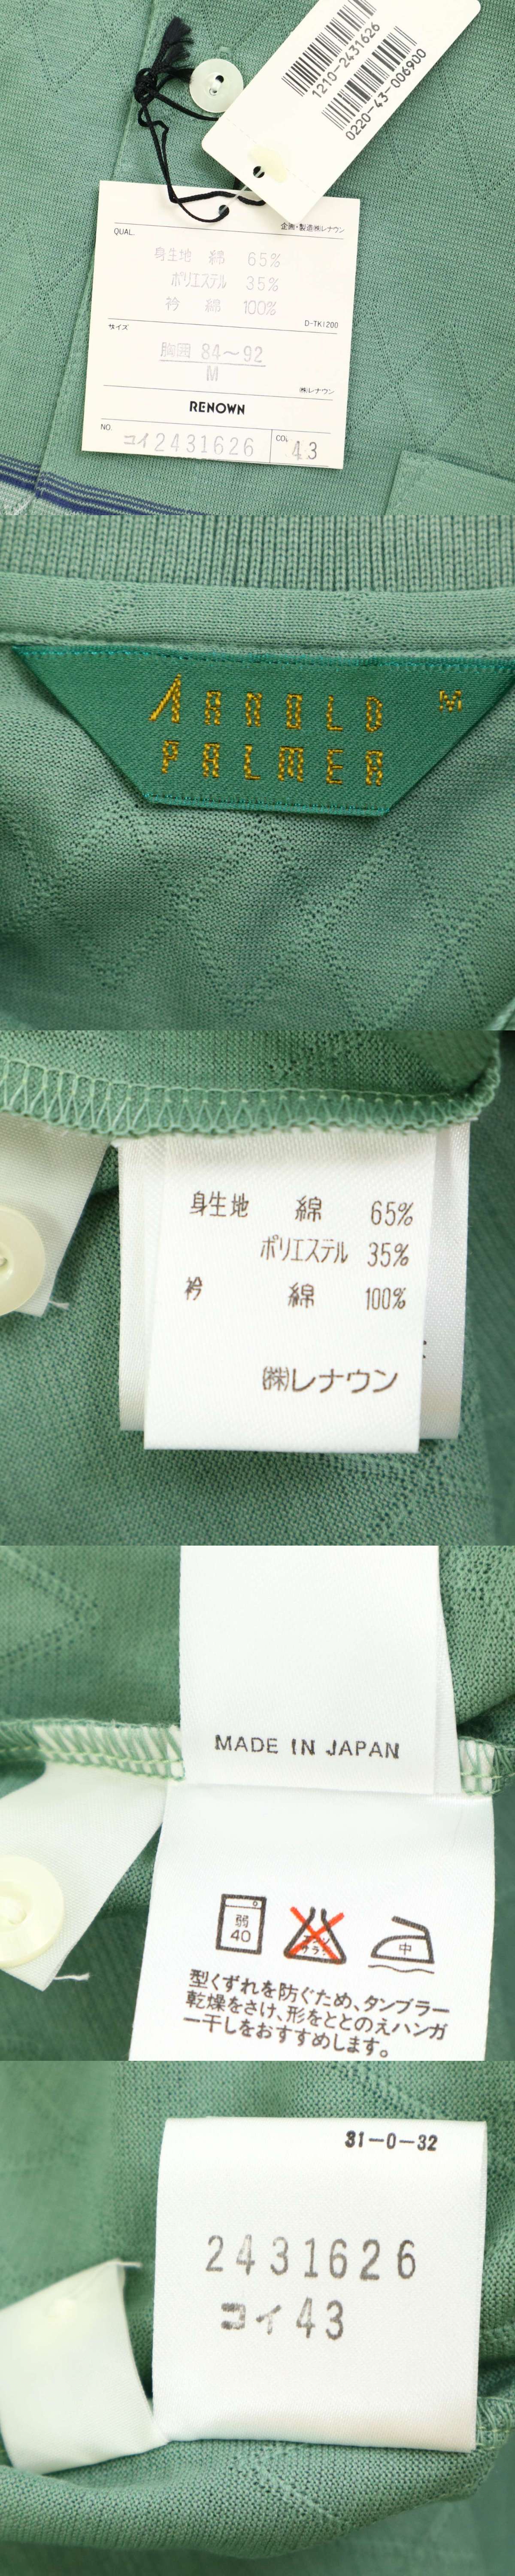 1210-2431626
0220-43-006900
企画・製造㈱レナウン
QUAL.
身生地 綿 65%
ポリエステル 35%
衿 綿 100%
D-TK1200
サイズ
胸囲 84〜92
M
㈱レナウン
RENOWN
NO.
コイ2431626
COL
43
ARNOLD M
PALMER
身生地 綿 65%
ポリエステル 35%
衿 綿 100%
㈱レナウン
MADE IN JAPAN
弱
40
エンソ
サラシ
中
型くずれを防ぐため、タンブラー
乾燥をさけ、形をととのえハンガ
ー干しをおすすめします。
31-0-32
2431626
コイ43